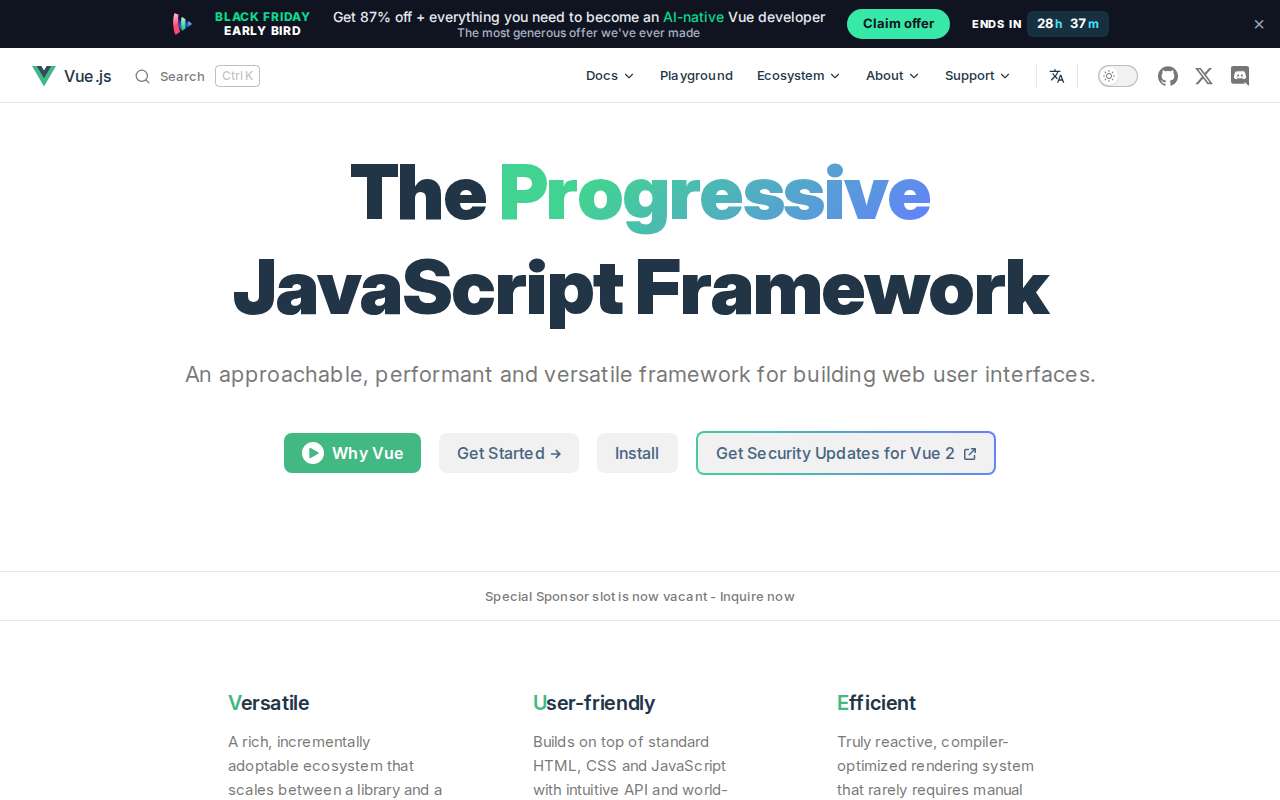 BLACK FRIDAY
EARLY BIRD
Get 87% off + everything you need to become an AI-native Vue developer
The most generous offer we've ever made
Claim offer
ENDS IN 28h 37m
Vue.js
Search Ctrl K
Docs Playground Ecosystem About Support
The Progressive
JavaScript Framework
An approachable, performant and versatile framework for building web user interfaces.
Why Vue
Get Started →
Install
Get Security Updates for Vue 2
Special Sponsor slot is now vacant - Inquire now
Versatile
A rich, incrementally
adoptable ecosystem that
scales between a library and a
User-friendly
Builds on top of standard
HTML, CSS and JavaScript
with intuitive API and world-
Efficient
Truly reactive, compiler-
optimized rendering system
that rarely requires manual